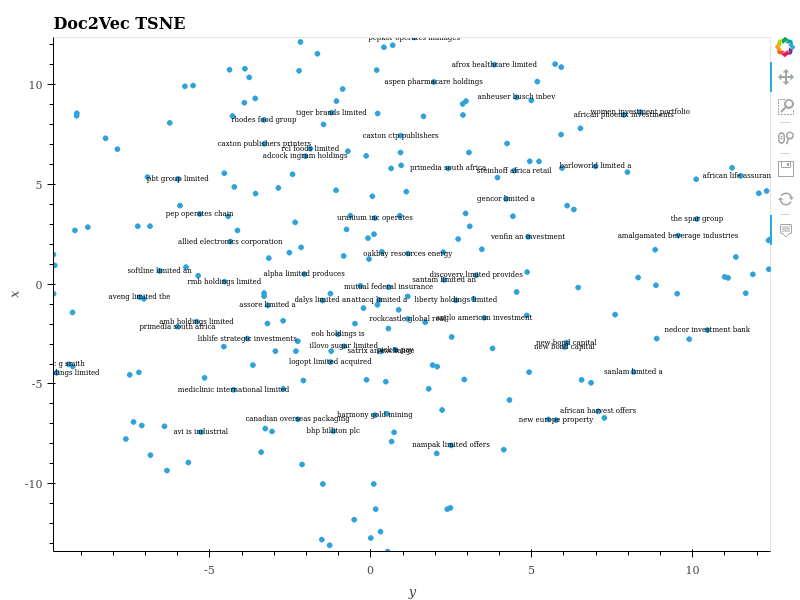 Doc2Vec TSNE
pepkor operates manages
afrox healthcare limited
aspen pharmacare holdings
anheuser busch inbev
women investment portfolio
african phoenix investments
tiger brands limited
rhodes food group
caxton ctp publishers
caxton publishers printers
rcl foods limited
adcock ingram holdings
barloworld limited a
primedia south africa
steinhoff africa retail
african life assuran
pbt group limited
gencor limited a
pep operates chain
uranium inc operates
the spar group
venfin an investment
amalgamated beverage industries
allied electronics corporation
oakbay resources energy
softline limited an
alpha limited produces
discovery limited provides
rmb holdings limited
santam limited an
mutual federal insurance
aveng limited the
dalys limited an
attacq limited a
liberty holdings limited
assore limited a
rockcastle global real
anglo american investment
amb holdings limited
primedia south africa
nedcor investment bank
eoh holdings is
liblife strategic investments
new bond capital
new bond capital
illovo sugar limited
g smith
logopt limited acquired
dings limited
sanlam limited a
mediclinic international limited
african harvest offers
harmony gold mining
canadian overseas packaging
new europe property
avi is industrial
bhp billiton plc
nampak limited offers
10
5
0
-5
-10
x
-5
0
5
10
y